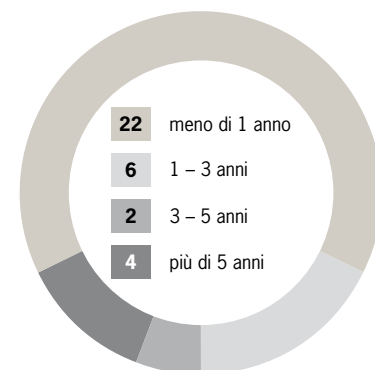 22 meno di 1 anno
6 1 – 3 anni
2 3 – 5 anni
4 più di 5 anni